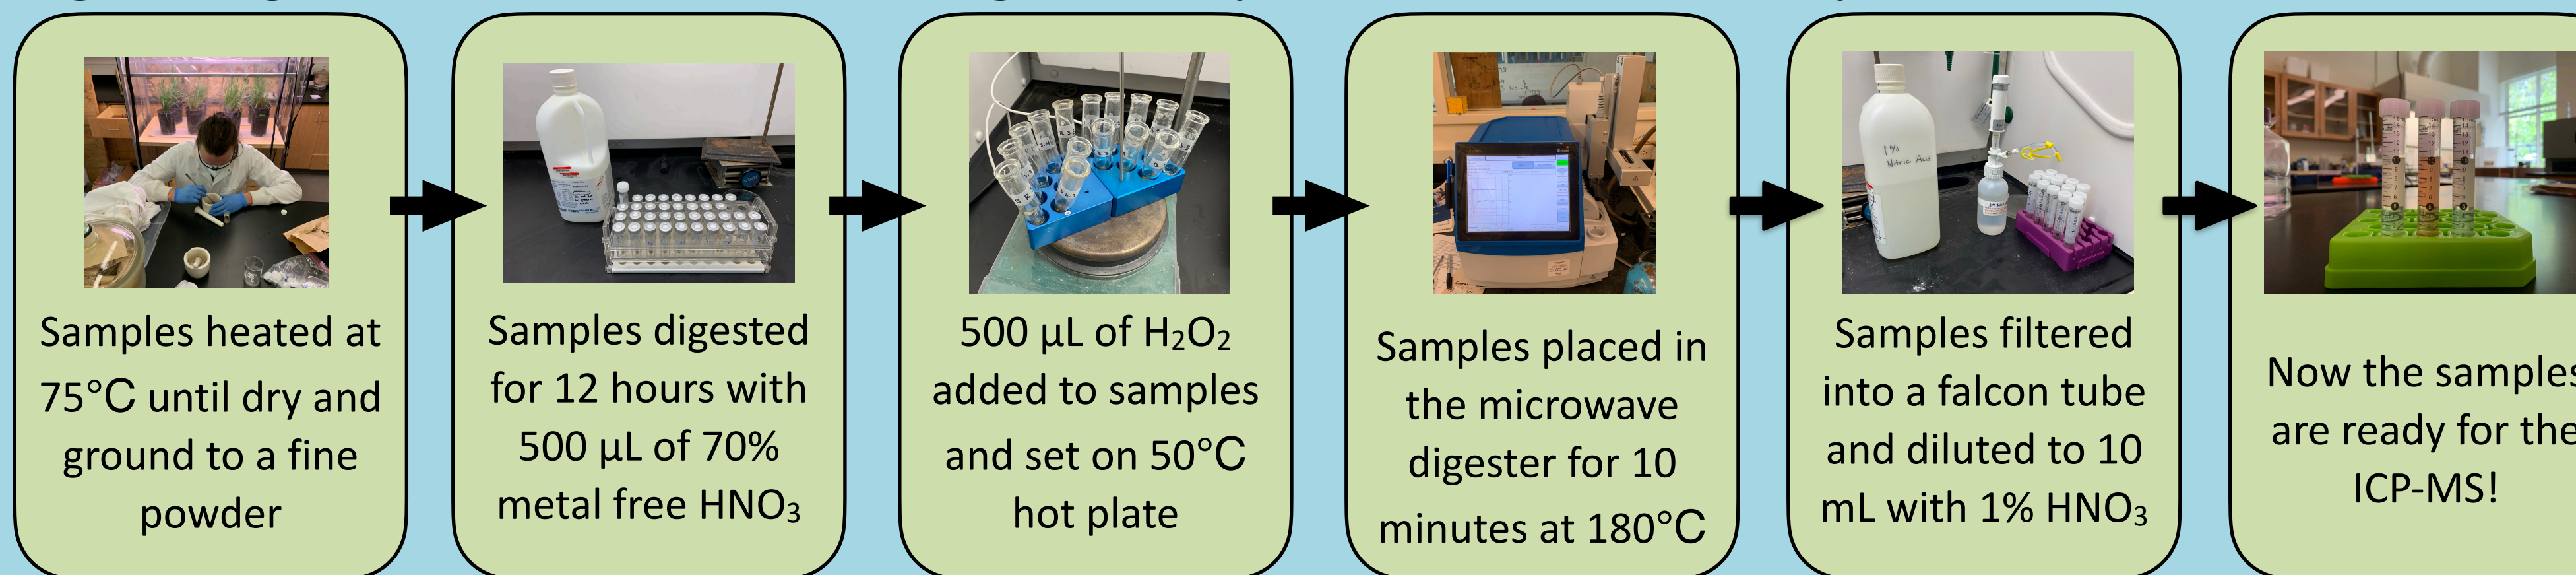 Samples heated at
75°C until dry and
ground to a fine
powder
Samples digested
for 12 hours with
500 µL of 70%
metal free HNO₃
500 µL of H₂O₂
added to samples
and set on 50°C
hot plate
Samples placed in
the microwave
digester for 10
minutes at 180°C
1%
Nitric Acid
Samples filtered
into a falcon tube
and diluted to 10
mL with 1% HNO₃
Now the samples
are ready for the
ICP-MS!